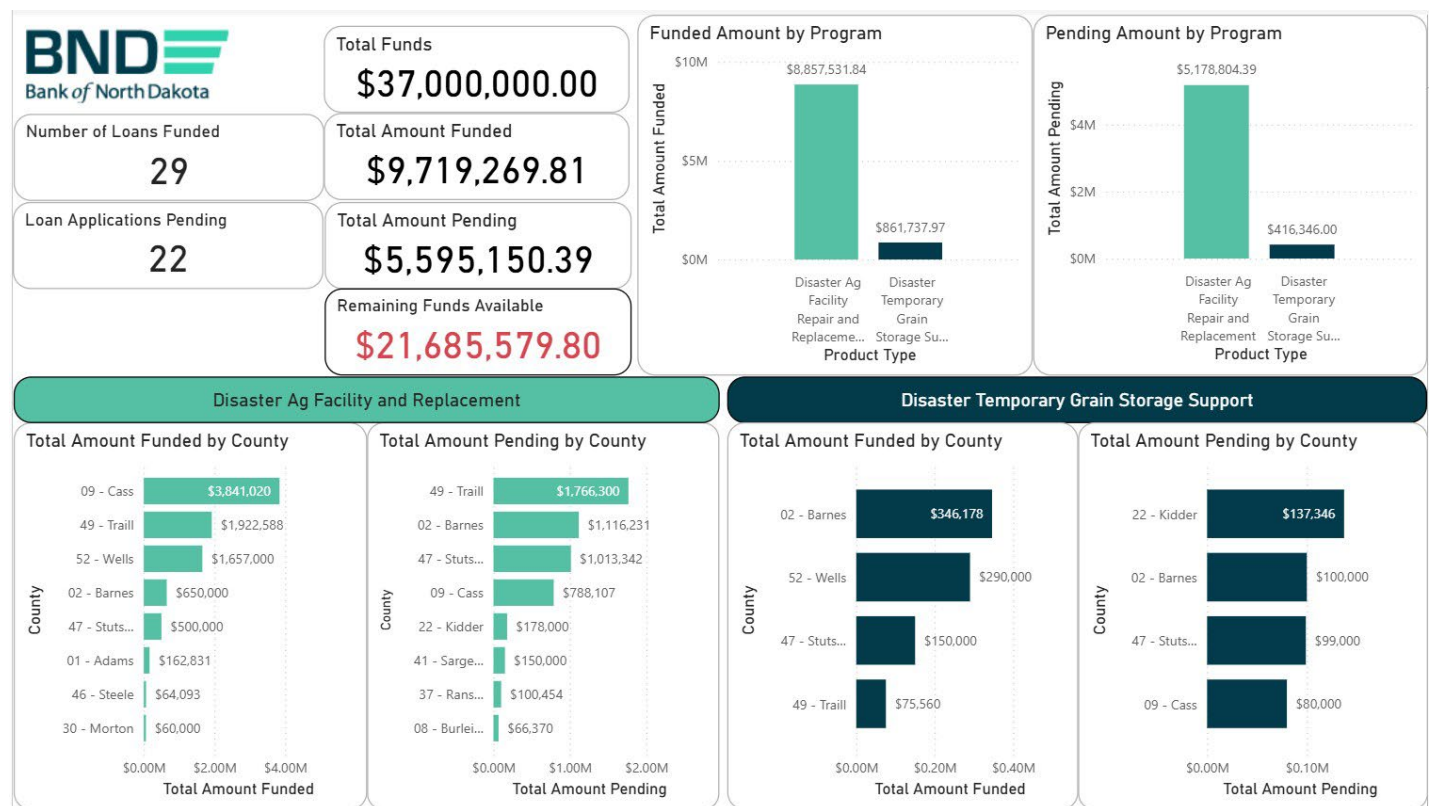 BND
Bank of North Dakota
Total Funds
$37,000,000.00
Number of Loans Funded
29
Total Amount Funded
$9,719,269.81
Loan Applications Pending
22
Total Amount Pending
$5,595,150.39
Remaining Funds Available
$21,685,579.80
Funded Amount by Program
Total Amount Funded
$10M
$5M
$0M
$8,857,531.84
$861,737.97
Disaster Ag
Facility
Repair and
Replaceme...
Disaster
Temporary
Grain
Storage Su...
Product Type
Pending Amount by Program
Total Amount Pending
$4M
$2M
$0M
$5,178,804.39
$416,346.00
Disaster Ag
Facility
Repair and
Replacement
Disaster
Temporary
Grain
Storage Su...
Product Type
Disaster Ag Facility and Replacement
Total Amount Funded by County
County
09 - Cass $3,841,020
49 - Traill $1,922,588
52 - Wells $1,657,000
02 - Barnes $650,000
47 - Stuts... $500,000
01 - Adams $162,831
46 - Steele $64,093
30 - Morton $60,000
$0.00M $2.00M $4.00M
Total Amount Funded
Total Amount Pending by County
County
49 - Traill $1,766,300
02 - Barnes $1,116,231
47 - Stuts... $1,013,342
09 - Cass $788,107
22 - Kidder $178,000
41 - Sarge... $150,000
37 - Rans... $100,454
08 - Burlei... $66,370
$0.00M $1.00M $2.00M
Total Amount Pending
Disaster Temporary Grain Storage Support
Total Amount Funded by County
County
02 - Barnes $346,178
52 - Wells $290,000
47 - Stuts... $150,000
49 - Traill $75,560
$0.00M $0.20M $0.40M
Total Amount Funded
Total Amount Pending by County
County
22 - Kidder $137,346
02 - Barnes $100,000
47 - Stuts... $99,000
09 - Cass $80,000
$0.00M $0.10M
Total Amount Pending